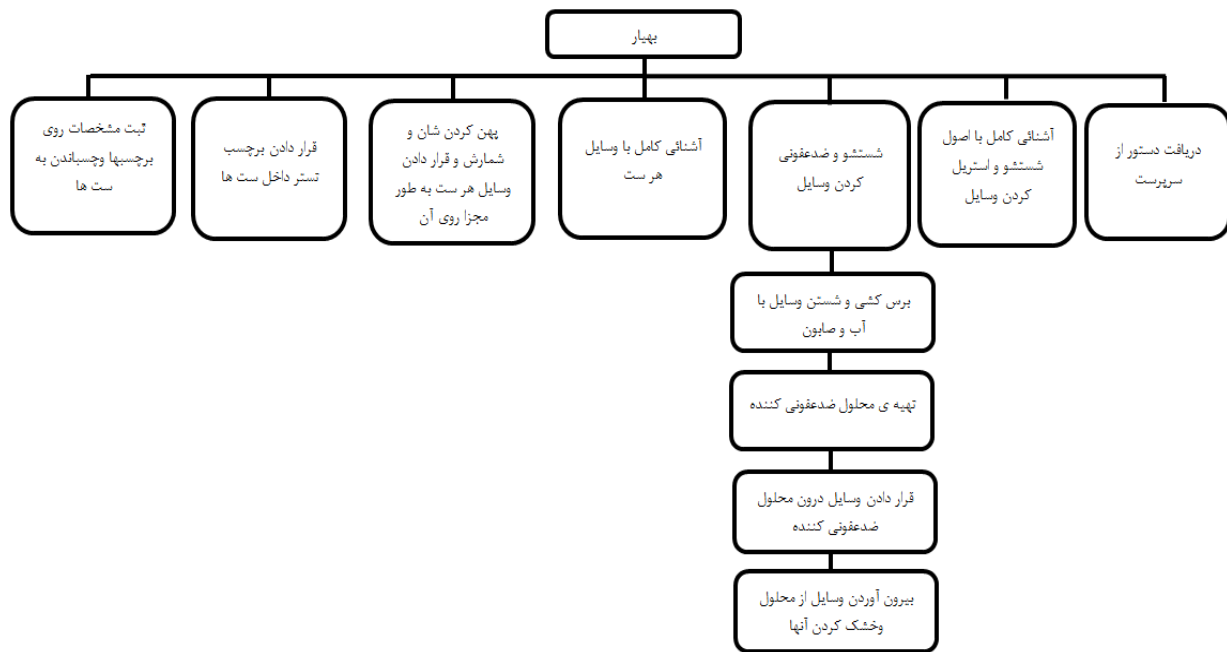 بهیار
دریافت دستور از
سرپرست
آشنائی کامل با اصول
شستشو و استریل
کردن وسایل
شستشو و ضدعفونی
کردن وسایل
آشنائی کامل با وسایل
هر ست
پهن کردن شان و
شمارش و قرار دادن
وسایل هر ست به طور
مجزا روی آن
قرار دادن برچسب
تستر داخل ست ها
ثبت مشخصات روی
برچسبها وچسباندن به
ست ها
برس کشی و شستن وسایل با
آب و صابون
تهیه ی محلول ضدعفونی کننده
قرار دادن وسایل درون محلول
ضدعفونی کننده
بیرون آوردن وسایل از محلول
وخشک کردن آنها